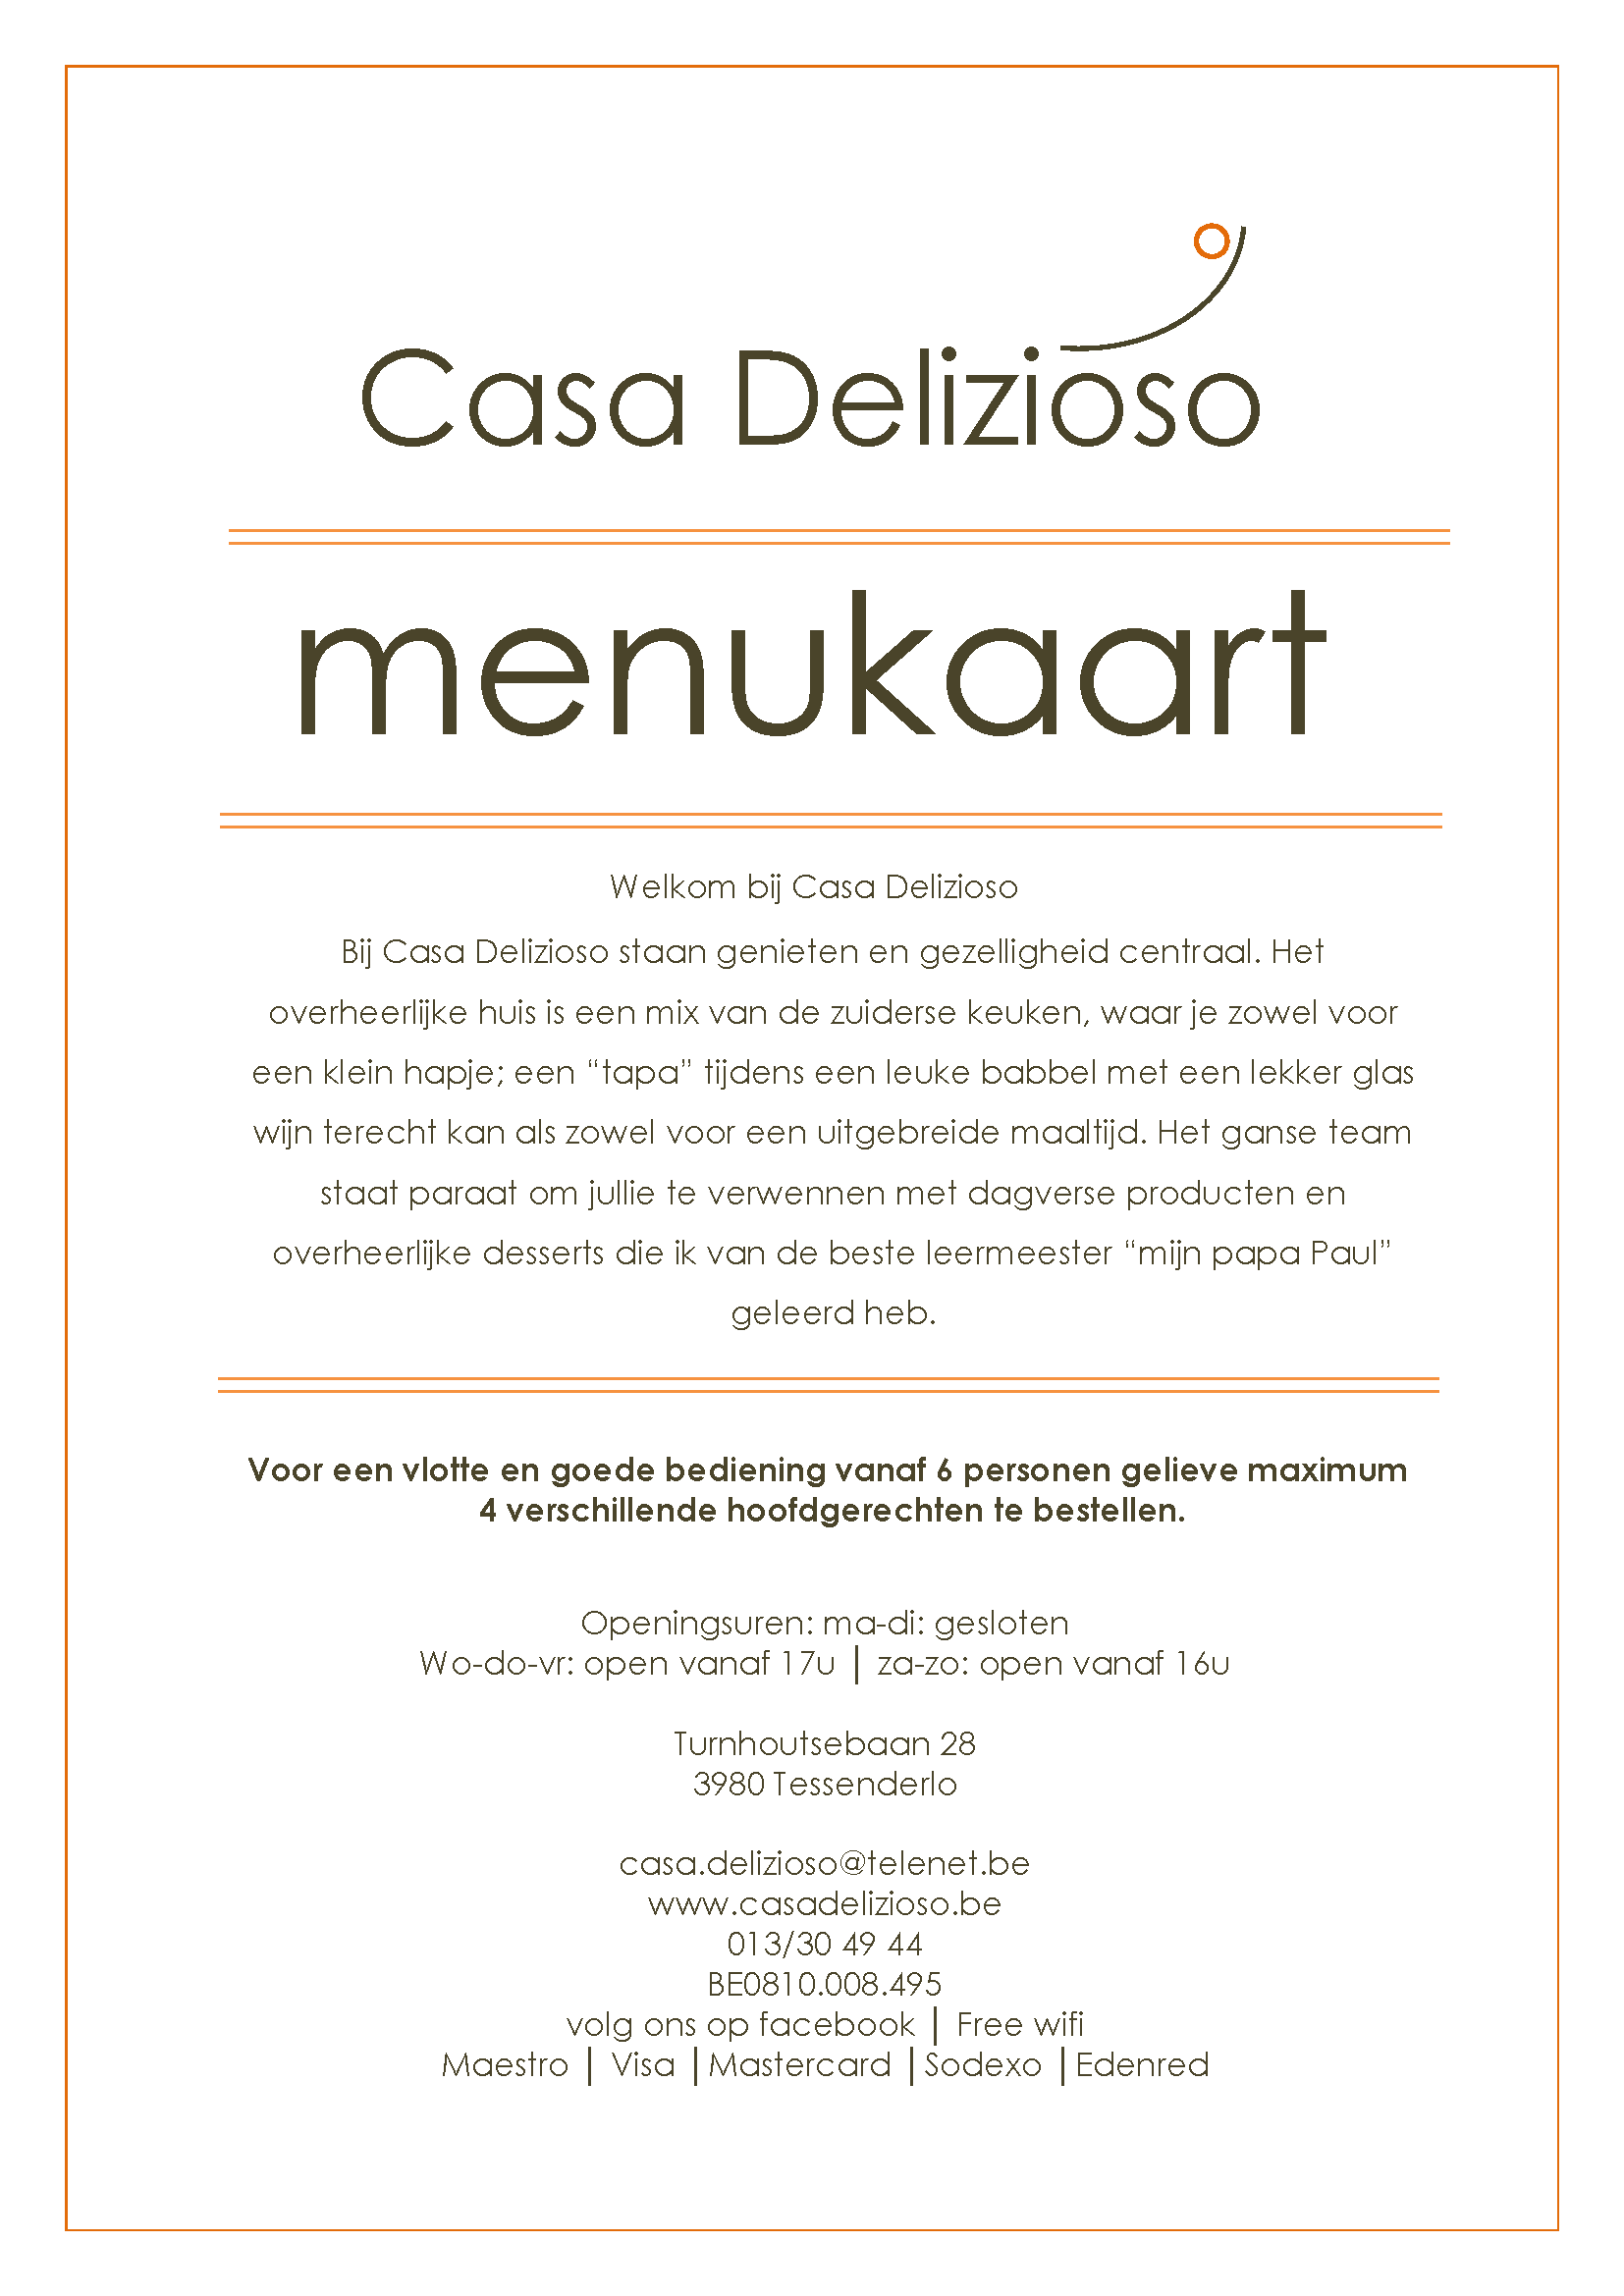 Casa Delizioso
menukaart
Welkom bij Casa Delizioso
Bij Casa Delizioso staan genieten en gezelligheid centraal. Het
overheerlijke huis is een mix van de zuiderse keuken, waar je zowel voor
een klein hapje; een “tapa” tijdens een leuke babbel met een lekker glas
wijn terecht kan als zowel voor een uitgebreide maaltijd. Het ganse team
staat paraat om jullie te verwennen met dagverse producten en
overheerlijke desserts die ik van de beste leermeester “mijn papa Paul”
geleerd heb.
Voor een vlotte en goede bediening vanaf 6 personen gelieve maximum
4 verschillende hoofdgerechten te bestellen.
Openingsuren: ma-di: gesloten
Wo-do-vr: open vanaf 17u | za-zo: open vanaf 16u
Turnhoutsebaan 28
3980 Tessenderlo
casa.delizioso@telenet.be
www.casadelizioso.be
013/30 49 44
BE0810.008.495
volg ons op facebook | Free wifi
Maestro | Visa |Mastercard |Sodexo |Edenred